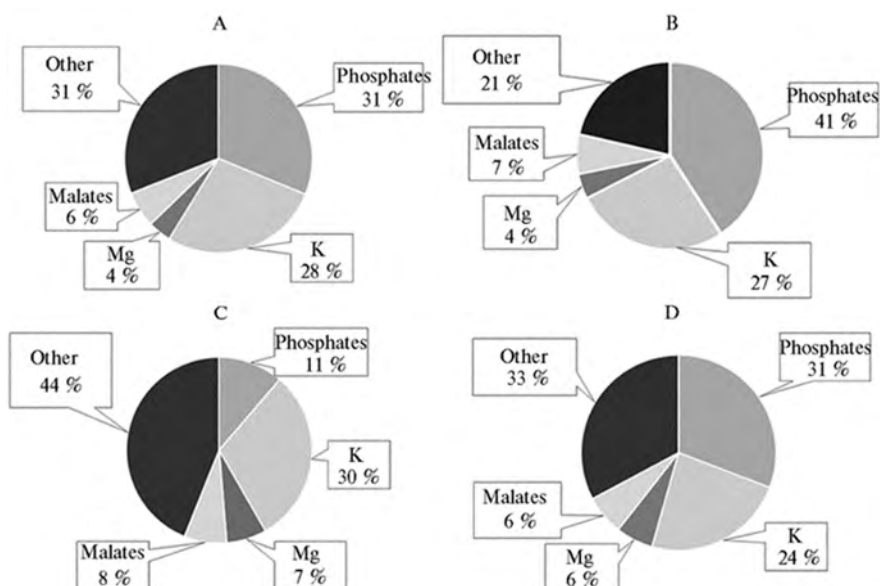 A
Other
31 %
Phosphates
31 %
Malates
6 %
Mg
4 %
K
28 %
B
Other
21 %
Phosphates
41 %
Malates
7 %
Mg
4 %
K
27 %
C
Other
44 %
Phosphates
11 %
K
30 %
Malates
8 %
Mg
7 %
D
Other
33 %
Phosphates
31 %
Malates
6 %
Mg
6 %
K
24 %